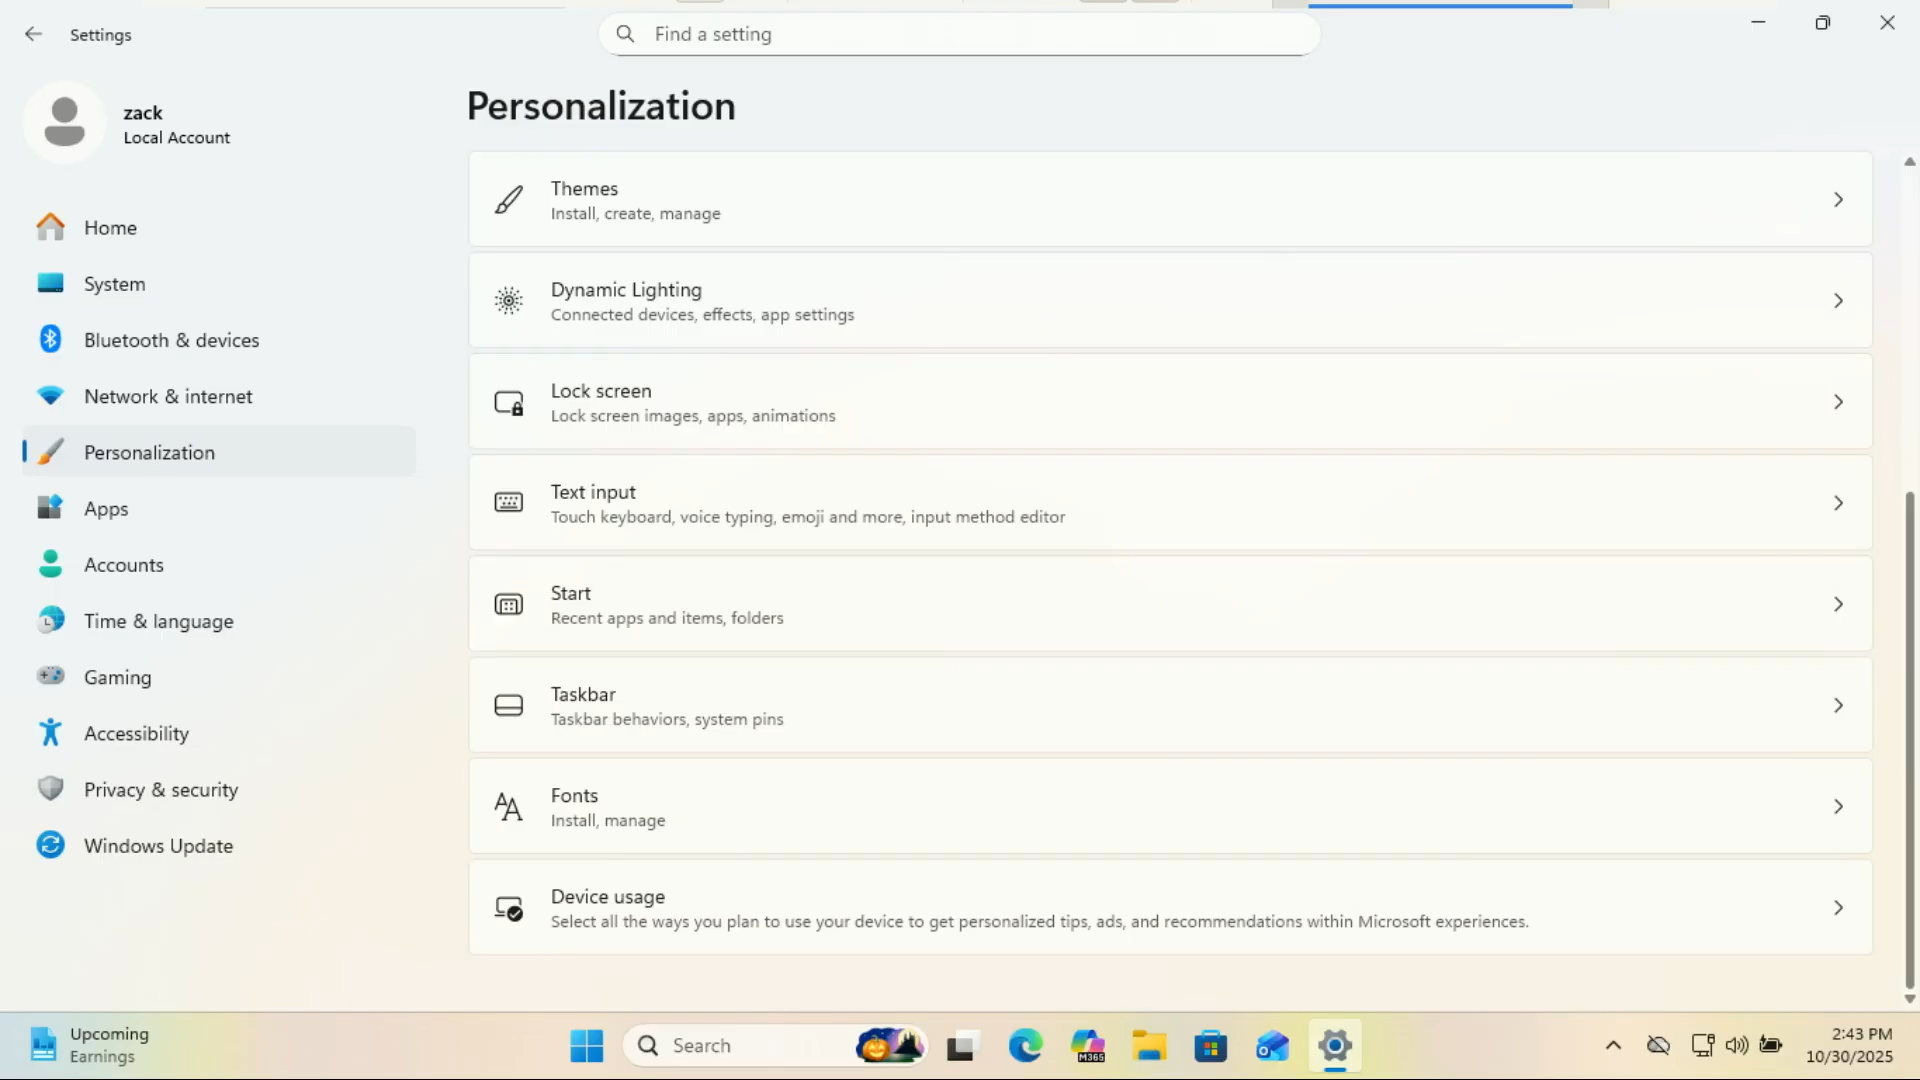 Settings
Find a setting
zack
Local Account
Home
System
Bluetooth & devices
Network & internet
Personalization
Apps
Accounts
Time & language
Gaming
Accessibility
Privacy & security
Windows Update
Personalization
Themes
Install, create, manage
Dynamic Lighting
Connected devices, effects, app settings
Lock screen
Lock screen images, apps, animations
Text input
Touch keyboard, voice typing, emoji and more, input method editor
Start
Recent apps and items, folders
Taskbar
Taskbar behaviors, system pins
Fonts
Install, manage
Device usage
Select all the ways you plan to use your device to get personalized tips, ads, and recommendations within Microsoft experiences.
Upcoming
Earnings
Search
M365
2:43 PM
10/30/2025